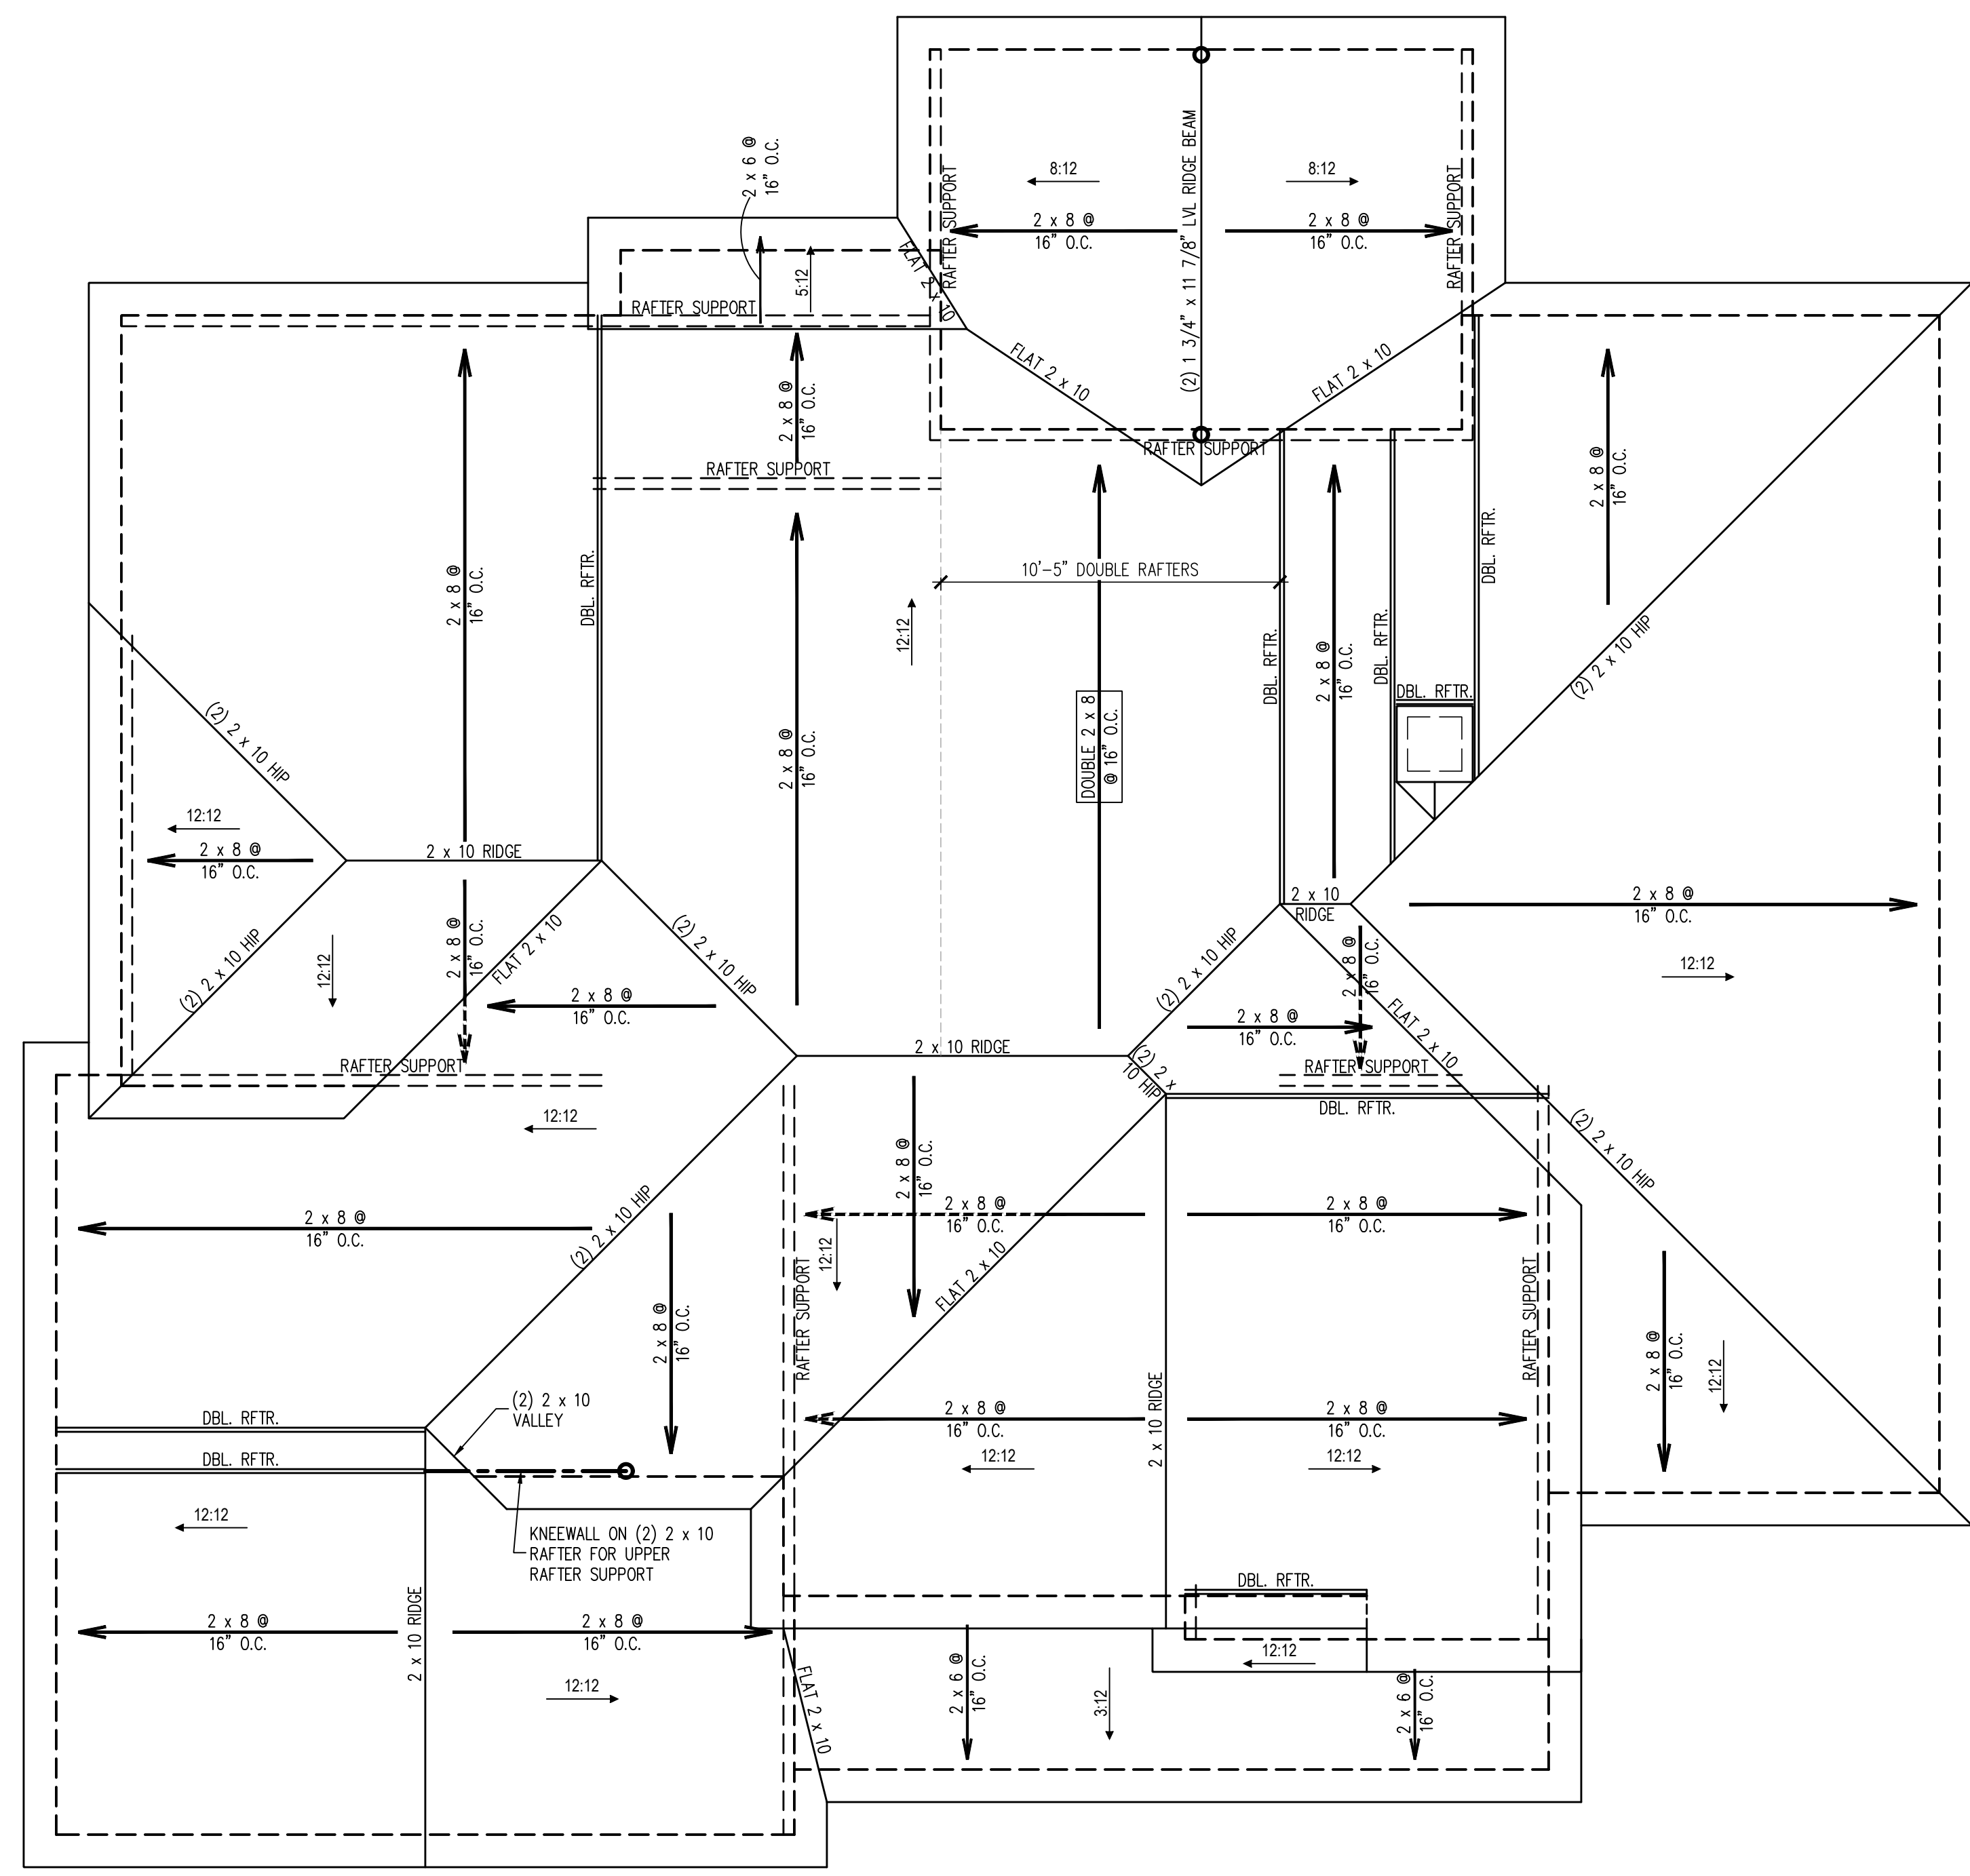 2 x 6 @
16" O.C.
5:12
RAFTER SUPPORT
FLAT 2 x 10
8:12
2 x 8 @
16" O.C.
RAFTER SUPPORT
(2) 1 3/4" x 11 7/8" LVL RIDGE BEAM
8:12
2 x 8 @
16" O.C.
RAFTER SUPPORT
FLAT 2 x 10
FLAT 2 x 10
RAFTER SUPPORT
2 x 8 @
16" O.C.
RAFTER SUPPORT
2 x 8 @
16" O.C.
DBL. RFTR.
2 x 8 @
16" O.C.
12:12
10'-5" DOUBLE RAFTERS
DOUBLE 2 x 8
@ 16" O.C.
DBL. RFTR.
2 x 8 @
16" O.C.
DBL. RFTR.
DBL. RFTR.
DBL. RFTR.
2 x 8 @
16" O.C.
(2) 2 x 10 HIP
(2) 2 x 10 HIP
12:12
2 x 8 @
16" O.C.
2 x 10 RIDGE
(2) 2 x 10 HIP
12:12
2 x 8 @
16" O.C.
FLAT 2 x 10
2 x 8 @
16" O.C.
(2) 2 x 10 HIP
2 x 10 RIDGE
(2) 2 x 10 HIP
2 x 8 @
16" O.C.
(2) 2 x
10 HIP
2 x 10
RIDGE
2 x 8 @
16" O.C.
FLAT 2 x 10
2 x 8 @
16" O.C.
12:12
RAFTER SUPPORT
12:12
RAFTER SUPPORT
DBL. RFTR.
(2) 2 x 10 HIP
2 x 8 @
16" O.C.
(2) 2 x 10 HIP
2 x 8 @
16" O.C.
2 x 8 @
16" O.C.
2 x 8 @
16" O.C.
12:12
RAFTER SUPPORT
FLAT 2 x 10
2 x 8 @
16" O.C.
RAFTER SUPPORT
2 x 8 @
16" O.C.
12:12
DBL. RFTR.
DBL. RFTR.
(2) 2 x 10
VALLEY
2 x 8 @
16" O.C.
2 x 10 RIDGE
2 x 8 @
16" O.C.
12:12
12:12
12:12
KNEEWALL ON (2) 2 x 10
RAFTER FOR UPPER
RAFTER SUPPORT
2 x 8 @
16" O.C.
2 x 10 RIDGE
2 x 8 @
16" O.C.
12:12
FLAT 2 x 10
DBL. RFTR.
12:12
2 x 6 @
16" O.C.
3:12
2 x 6 @
16" O.C.